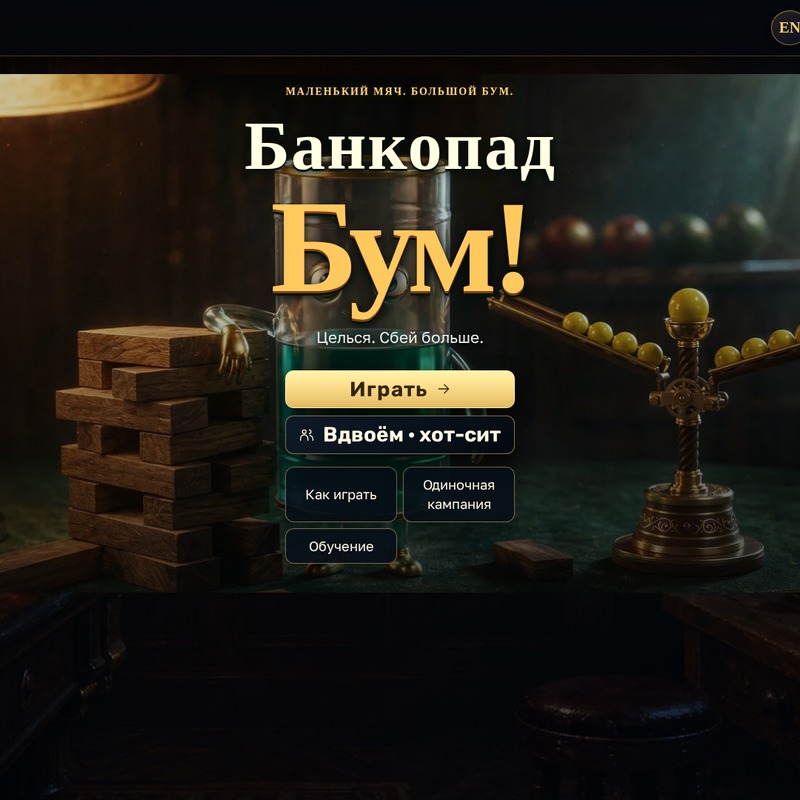 EN
МАЛЕНЬКИЙ МЯЧ. БОЛЬШОЙ БУМ.
Банкопад
Бум!
Целься. Сбей больше.
Играть →
Вдвоём • хот-сит
Как играть
Одиночная
кампания
Обучение